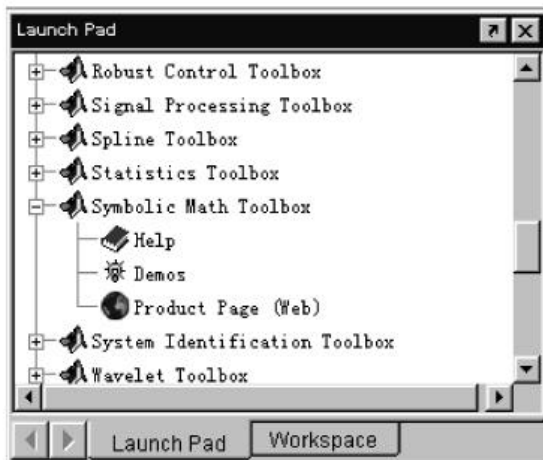 Launch Pad
Robust Control Toolbox
Signal Processing Toolbox
Spline Toolbox
Statistics Toolbox
Symbolic Math Toolbox
Help
Demos
Product Page (Web)
System Identification Toolbox
Wavelet Toolbox
Launch Pad Workspace